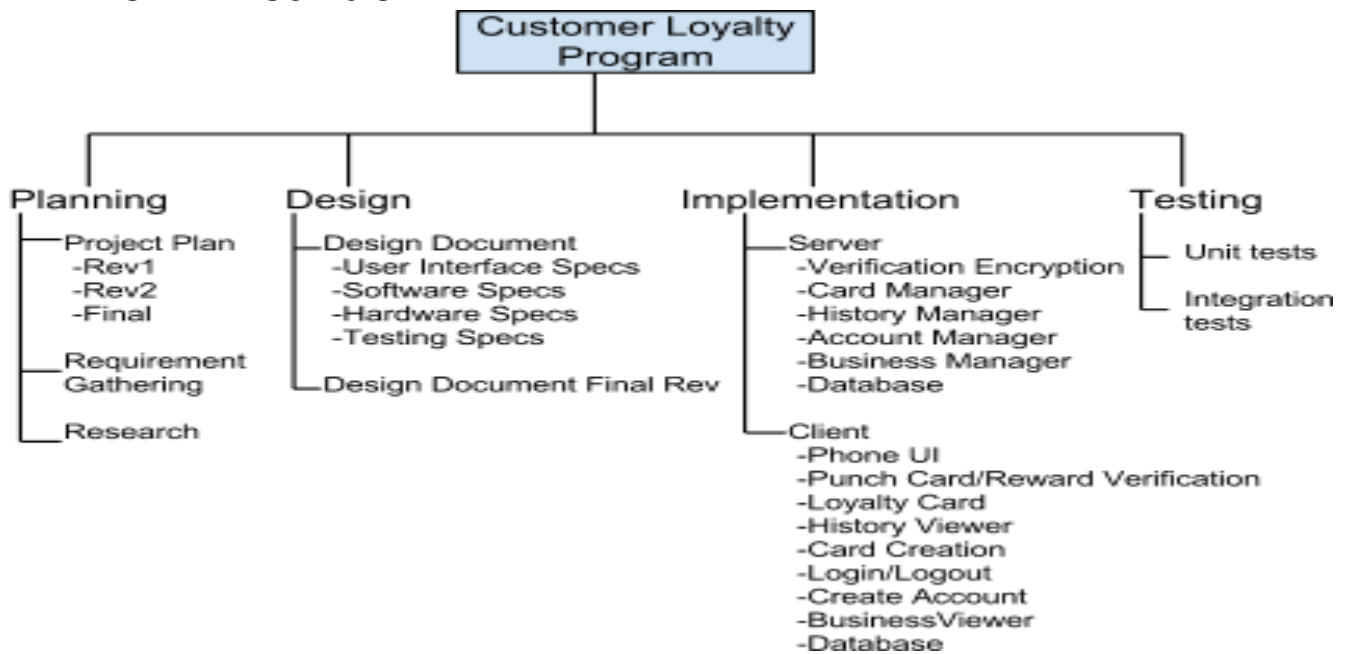 Customer Loyalty
Program
Planning
Project Plan
-Rev1
-Rev2
-Final
Requirement
Gathering
Research
Design
Design Document
-User Interface Specs
-Software Specs
-Hardware Specs
-Testing Specs
Design Document Final Rev
Implementation
Server
-Verification Encryption
-Card Manager
-History Manager
-Account Manager
-Business Manager
-Database
Client
-Phone UI
-Punch Card/Reward Verification
-Loyalty Card
-History Viewer
-Card Creation
-Login/Logout
-Create Account
-BusinessViewer
-Database
Testing
Unit tests
Integration
tests